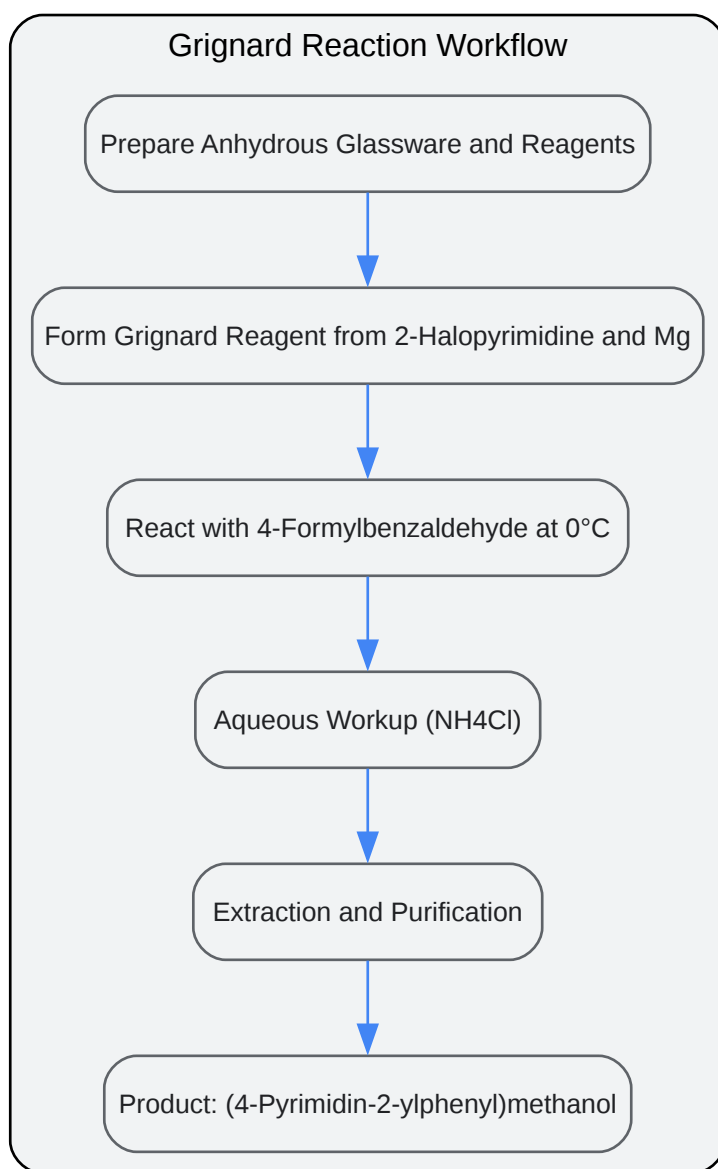 Grignard Reaction Workflow
Prepare Anhydrous Glassware and Reagents
Form Grignard Reagent from 2-Halopyrimidine and Mg
React with 4-Formylbenzaldehyde at 0°C
Aqueous Workup (NH4Cl)
Extraction and Purification
Product: (4-Pyrimidin-2-ylphenyl)methanol